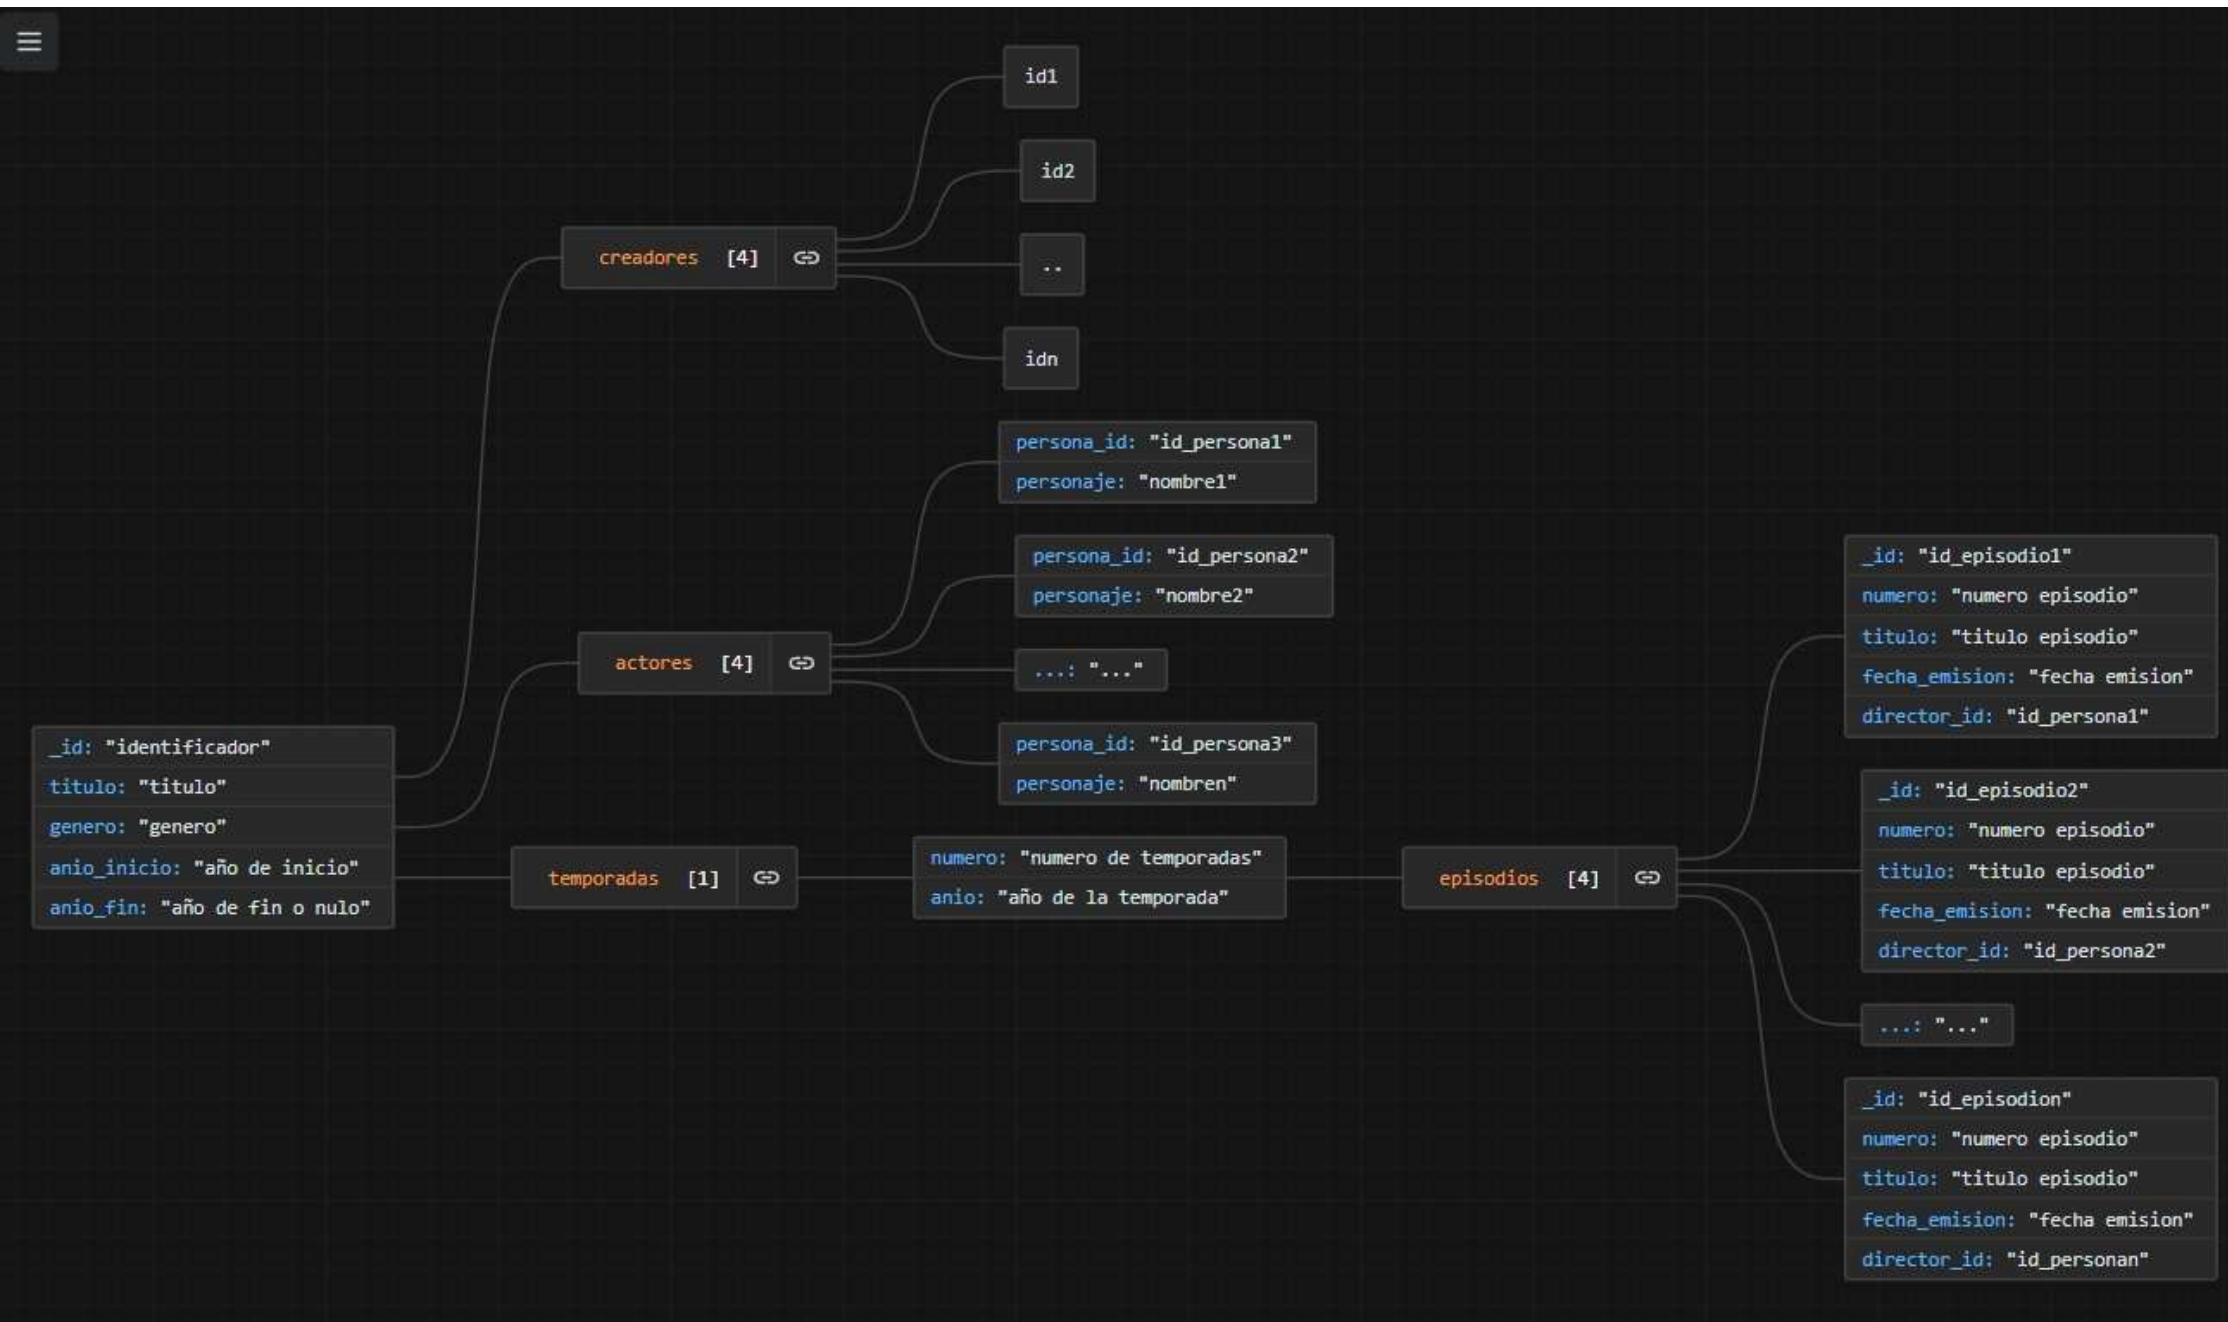 id1
id2
creadores [4]
..
idn
persona_id: "id_persona1"
personaje: "nombre1"
persona_id: "id_persona2"
personaje: "nombre2"
actores [4]
...: "..."
persona_id: "id_persona3"
personaje: "nombren"
_id: "identificador"
titulo: "titulo"
genero: "genero"
anio_inicio: "año de inicio"
anio_fin: "año de fin o nulo"
temporadas [1]
numero: "numero de temporadas"
anio: "año de la temporada"
episodios [4]
_id: "id_episodio1"
numero: "numero episodio"
titulo: "titulo episodio"
fecha_emision: "fecha emision"
director_id: "id_persona1"
_id: "id_episodio2"
numero: "numero episodio"
titulo: "titulo episodio"
fecha_emision: "fecha emision"
director_id: "id_persona2"
...: "..."
_id: "id_episodion"
numero: "numero episodio"
titulo: "titulo episodio"
fecha_emision: "fecha emision"
director_id: "id_personan"